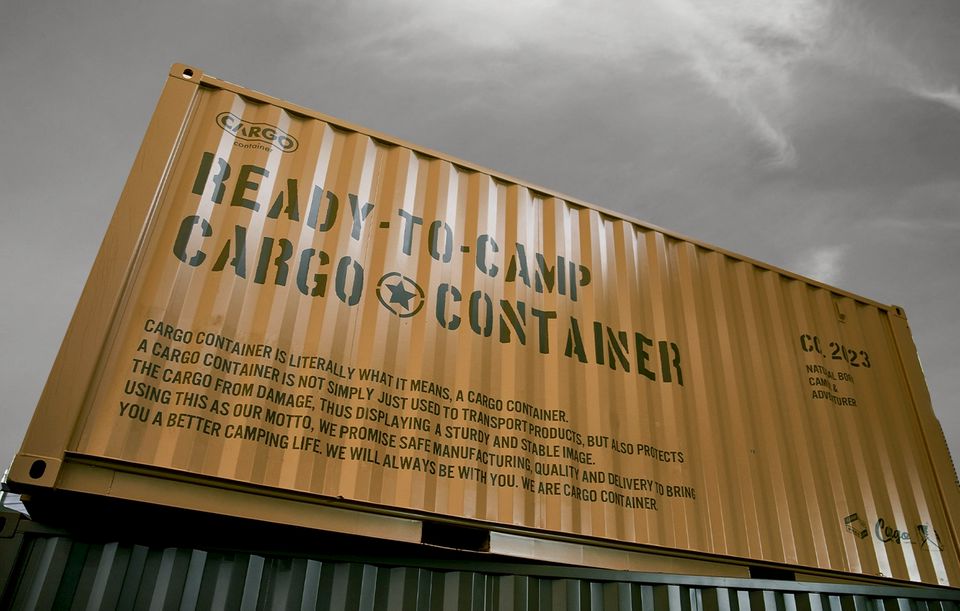 CARGO
container
READY-TO-CAMP
CARGO CONTAINER
CARGO CONTAINER IS LITERALLY WHAT IT MEANS, A CARGO CONTAINER.
A CARGO CONTAINER IS NOT SIMPLY JUST USED TO TRANSPORT PRODUCTS, BUT ALSO PROTECTS
THE CARGO FROM DAMAGE, THUS DISPLAYING A STURDY AND STABLE IMAGE.
USING THIS AS OUR MOTTO, WE PROMISE SAFE MANUFACTURING, QUALITY AND DELIVERY TO BRING
YOU A BETTER CAMPING LIFE. WE WILL ALWAYS BE WITH YOU. WE ARE CARGO CONTAINER.
CO. 2023
NATURAL BORN
CAMP &
ADVENTURER
Cargo